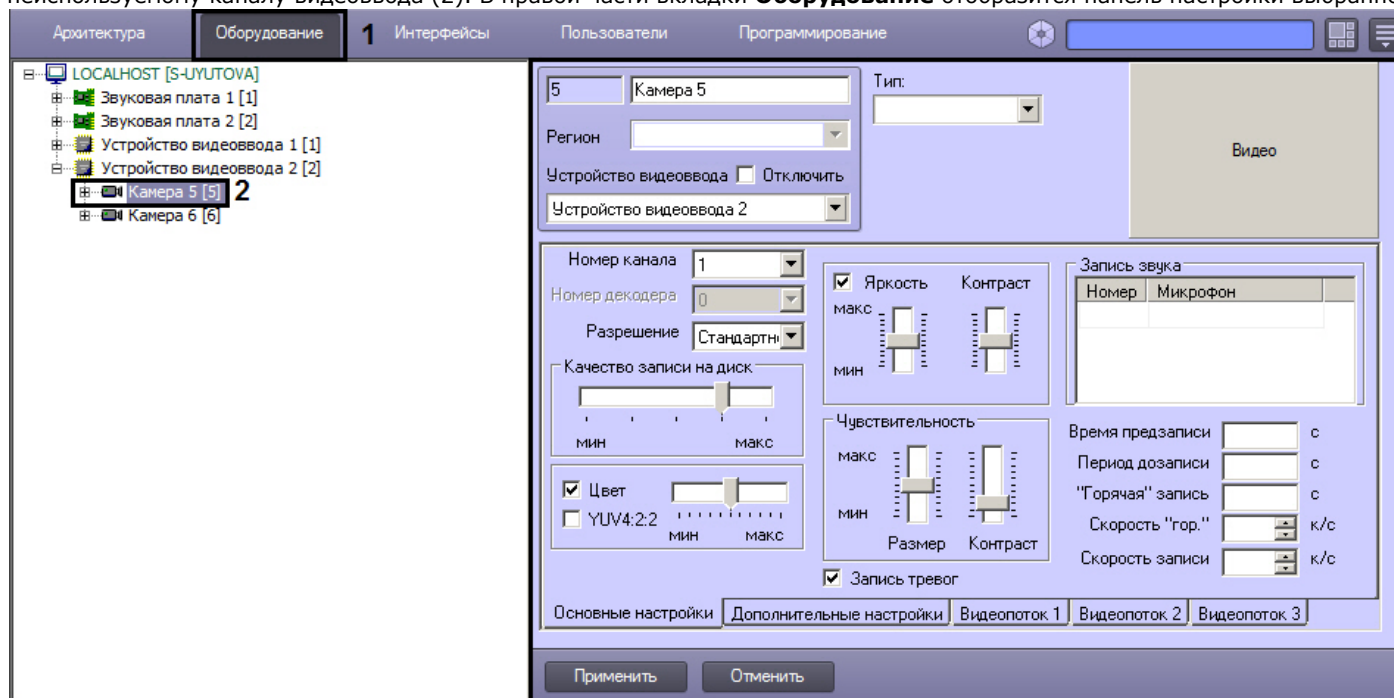 неиспользуемому каналу видеоввода (2). В правой части вкладки Оборудование отобразится панель настройки
Архитектура Оборудование 1 Интерфейсы Пользователи Программирование
LOCALHOST [S-UYUTOVA]
Звуковая плата 1 [1]
Звуковая плата 2 [2]
Устройство видеоввода 1 [1]
Устройство видеоввода 2 [2]
Камера 5 [5] 2
Камера 6 [6]
5 Камера 5
Тип:
Регион
Устройство видеоввода Отключить
Устройство видеоввода 2
Видео
Номер канала 1
Номер декодера 0
Разрешение Стандартн
Качество записи на диск
мин макс
Цвет
YUV4:2:2
мин макс
Яркость Контраст
макс
мин
Чувствительность
макс
мин
Размер Контраст
Запись тревог
Запись звука
Номер Микрофон
Время предзаписи с
Период дозаписи с
"Горячая" запись с
Скорость "гор." к/с
Скорость записи к/с
Основные настройки Дополнительные настройки Видеопоток 1 Видеопоток 2 Видеопоток 3
Применить Отменить